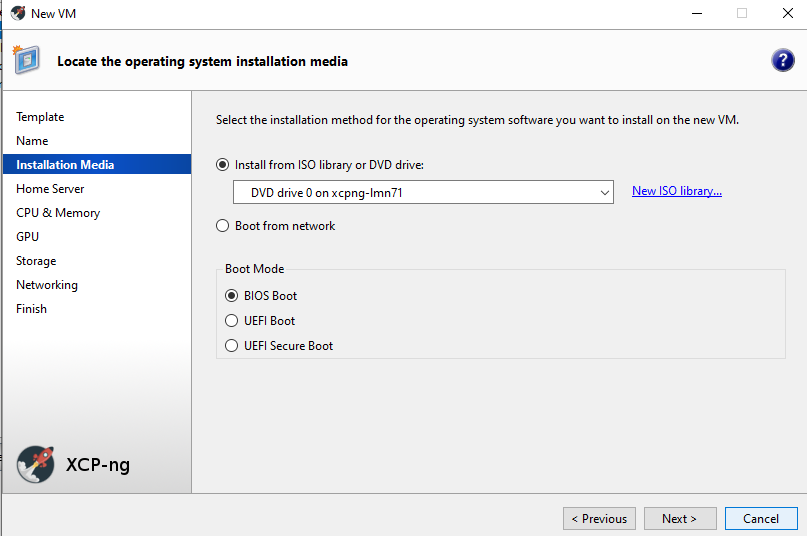 New VM
Locate the operating system installation media
?
Template
Name
Installation Media
Home Server
CPU & Memory
GPU
Storage
Networking
Finish
XCP-ng
Select the installation method for the operating system software you want to install on the new VM.
Install from ISO library or DVD drive:
DVD drive 0 on xcpng-lmn71
New ISO library...
Boot from network
Boot Mode
BIOS Boot
UEFI Boot
UEFI Secure Boot
< Previous
Next >
Cancel